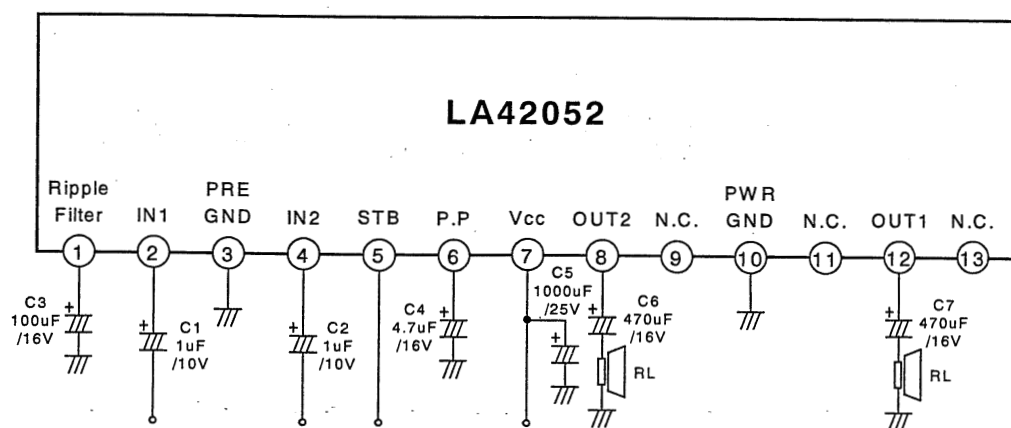 LA42052
Ripple
Filter
IN1
PRE
GND
IN2
STB
P.P
Vcc
OUT2
N.C.
PWR
GND
N.C.
OUT1
N.C.
1
2
3
4
5
6
7
8
9
10
11
12
13
C3
100uF
/16V
C1
1uF
/10V
C2
1uF
/10V
C4
4.7uF
/16V
C5
1000uF
/25V
C6
470uF
/16V
RL
C7
470uF
/16V
RL